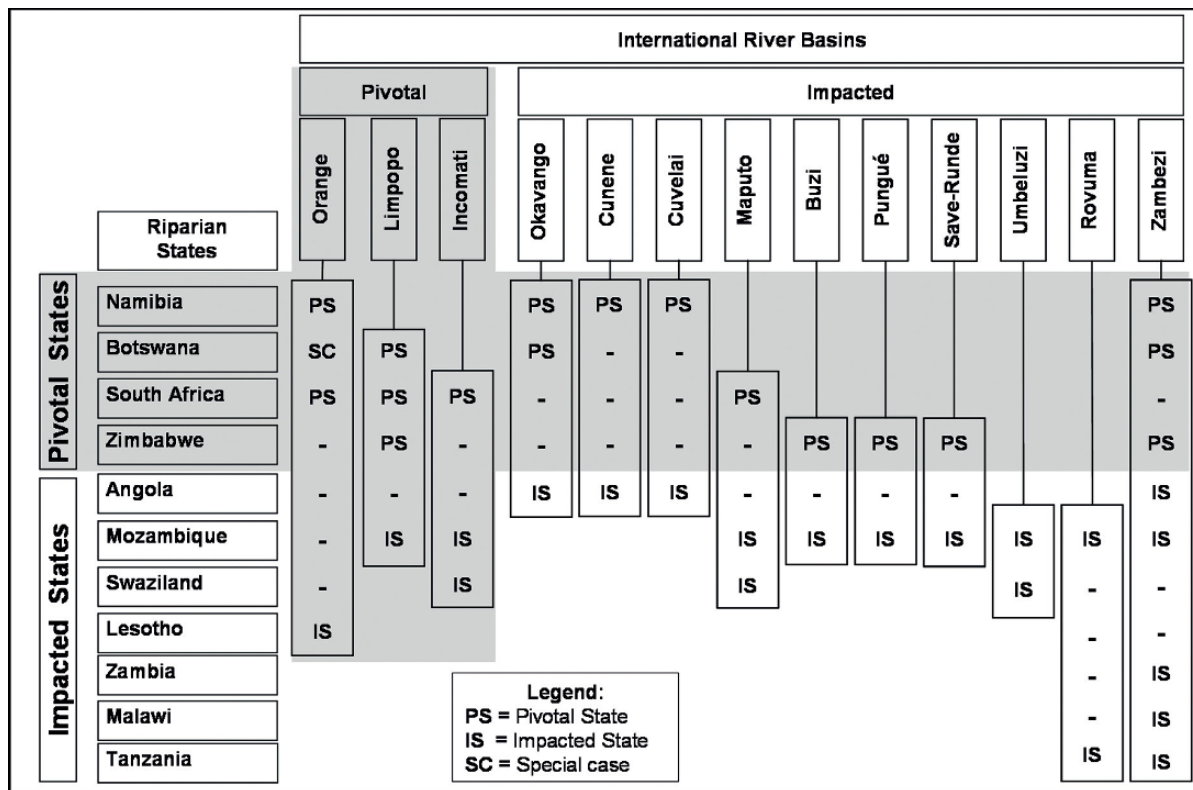 International River Basins
Pivotal
Impacted
Orange
Limpopo
Incomati
Okavango
Cunene
Cuvelai
Maputo
Buzi
Pungué
Save-Runde
Umbeluzi
Rovuma
Zambezi
Riparian
States
Pivotal States
Namibia PS PS PS PS PS
Botswana SC PS PS - - PS
South Africa PS PS PS - - - PS -
Zimbabwe - PS - - - - - PS PS PS PS
Impacted States
Angola - - - IS IS IS - - - - IS
Mozambique - IS IS IS IS IS IS IS IS IS
Swaziland - IS IS IS - -
Lesotho IS - -
Zambia - IS
Malawi - IS
Tanzania IS IS
Legend:
PS = Pivotal State
IS = Impacted State
SC = Special case